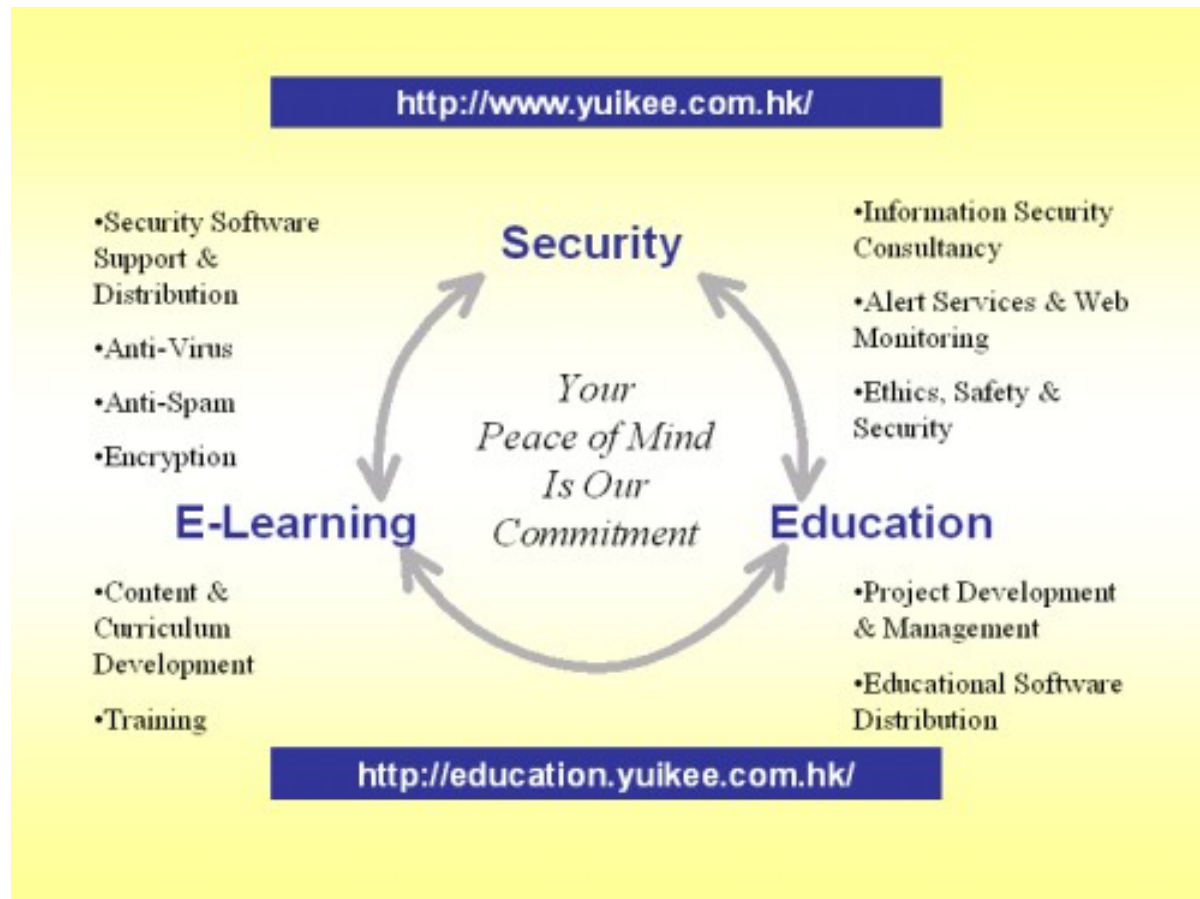 http://www.yuikee.com.hk/
•Security Software
Support &
Distribution
•Anti-Virus
•Anti-Spam
•Encryption
Security
•Information Security
Consultancy
•Alert Services & Web
Monitoring
•Ethics, Safety &
Security
Your
Peace of Mind
Is Our
Commitment
E-Learning
Education
•Content &
Curriculum
Development
•Training
•Project Development
& Management
•Educational Software
Distribution
http://education.yuikee.com.hk/